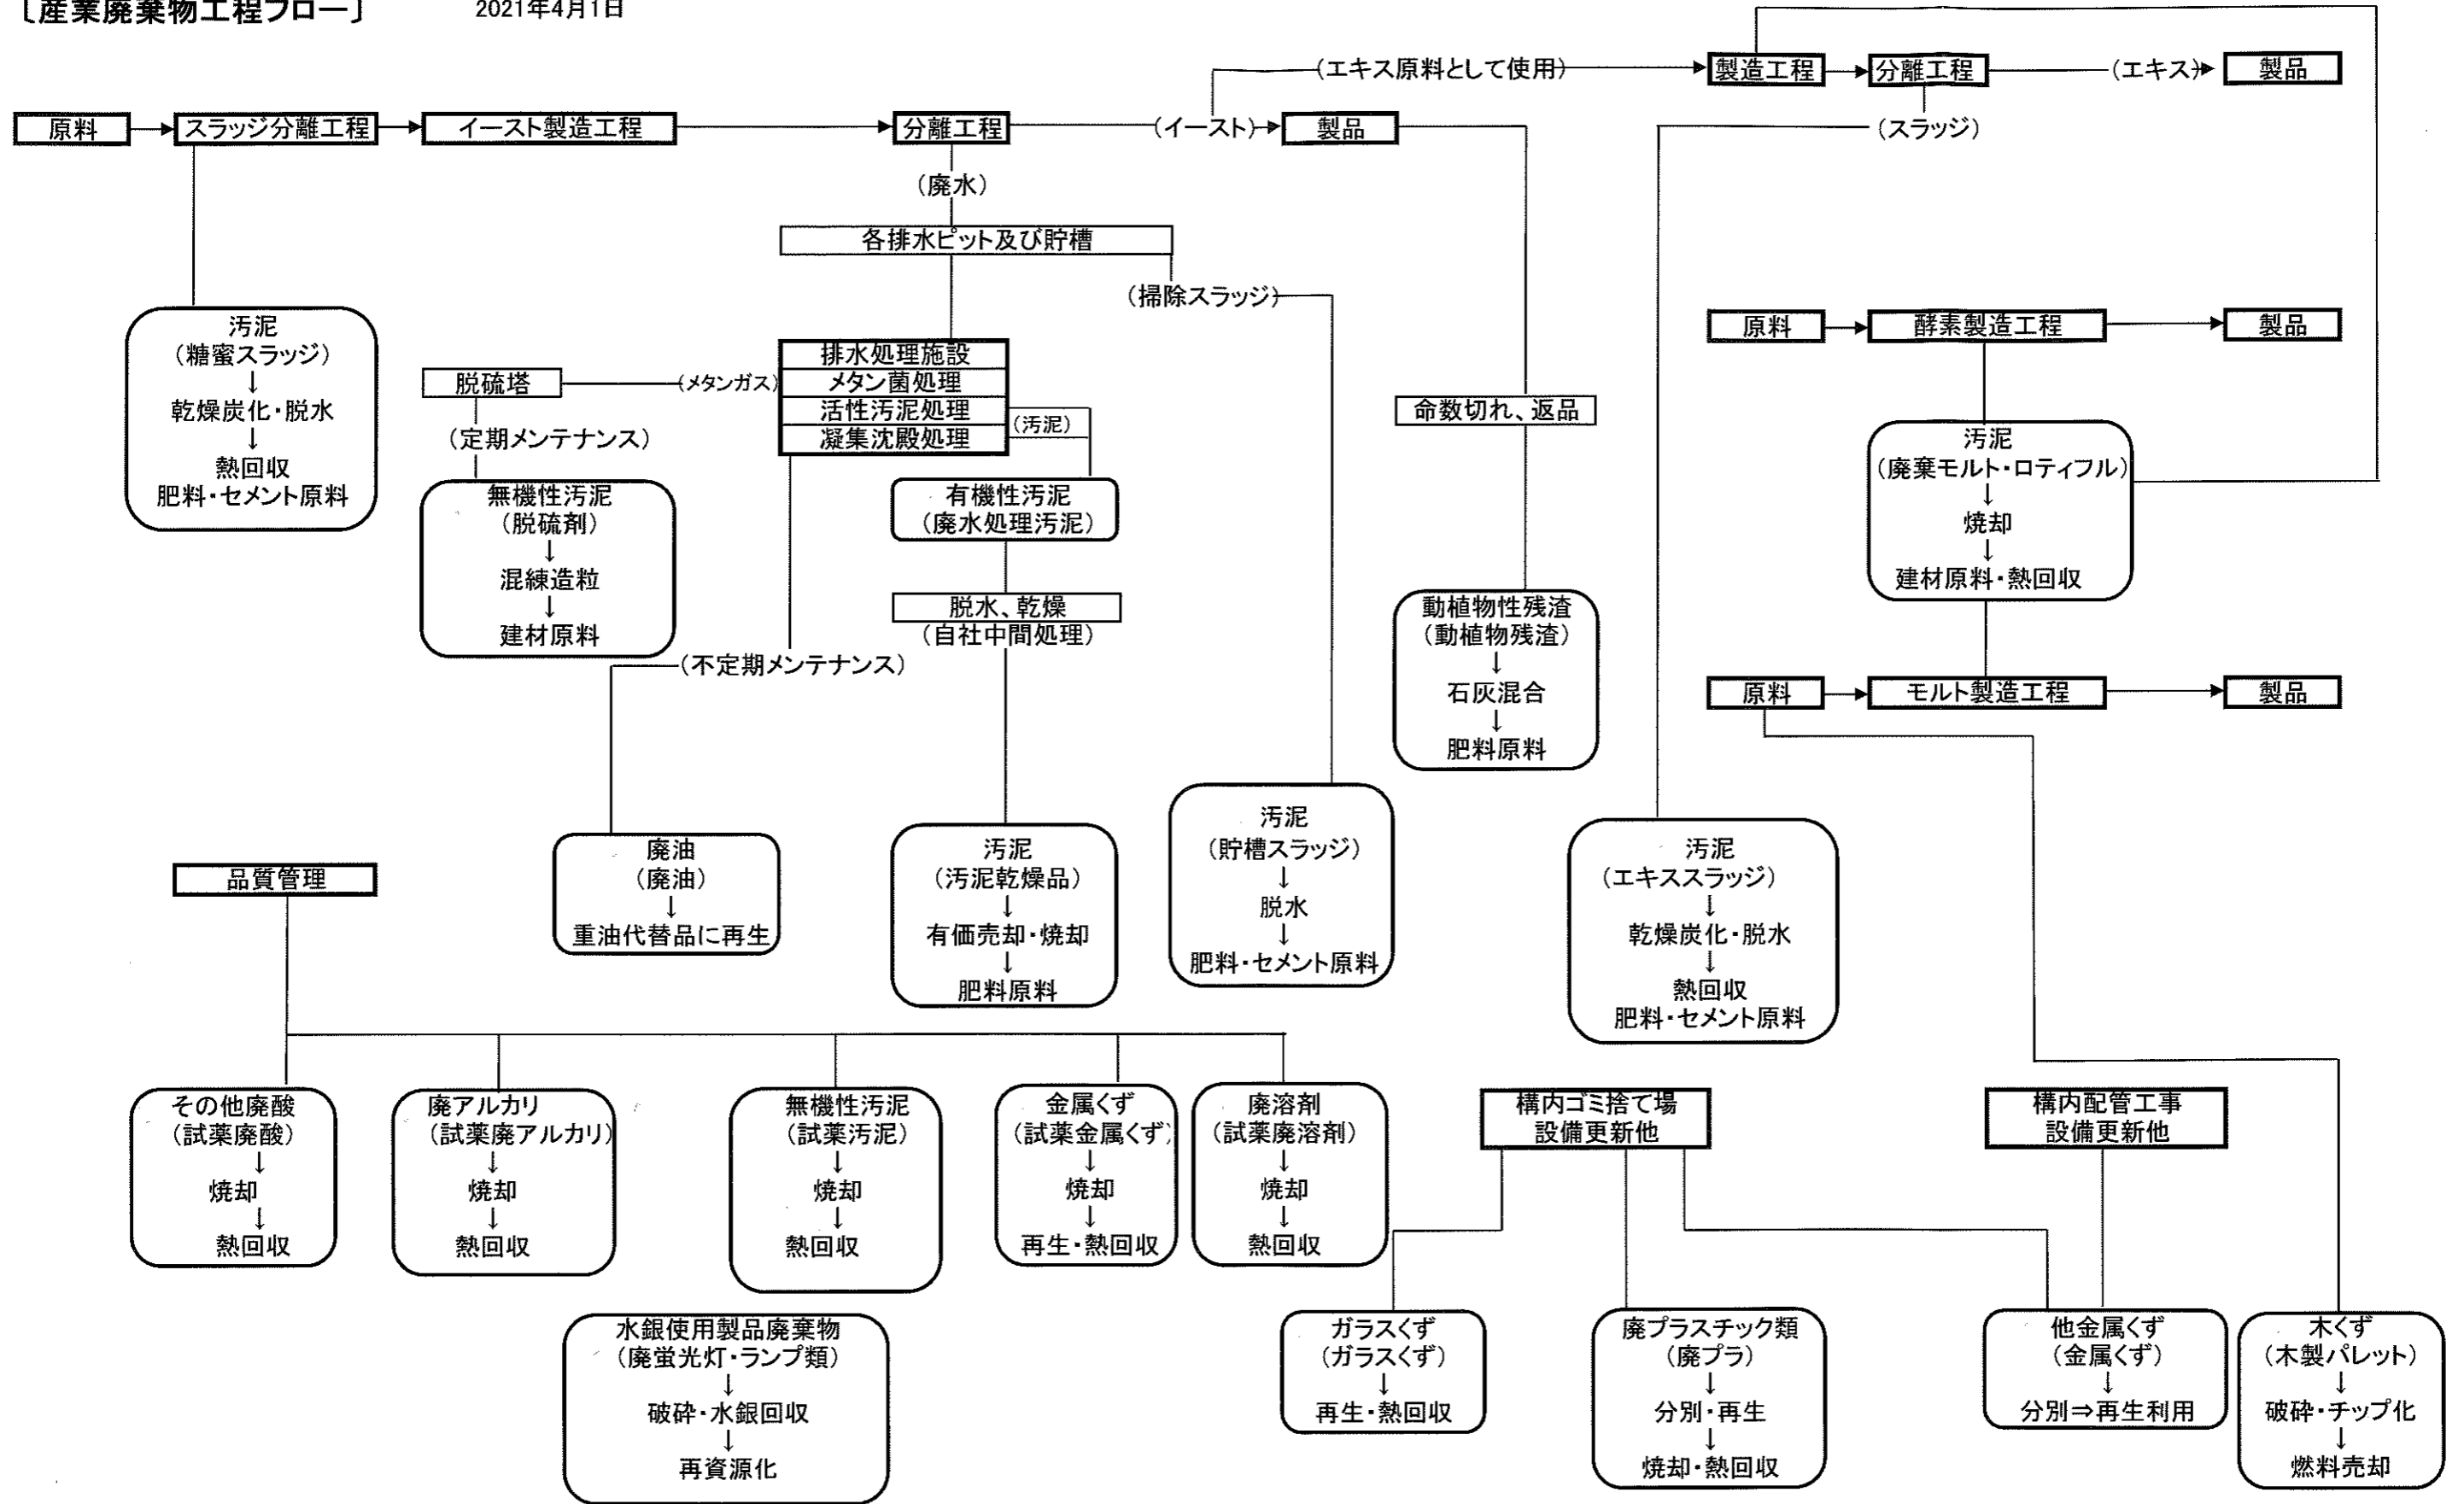 〔産業廃棄物工程フロー〕
2021年4月1日
(エキス原料として使用)
製造工程
分離工程
(エキス)
製品
原料
スラッジ分離工程
イースト製造工程
分離工程
(イースト)
製品
(スラッジ)
(廃水)
各排水ピット及び貯槽
(掃除スラッジ)
汚泥
(糖蜜スラッジ)
↓
乾燥炭化・脱水
↓
熱回収
肥料・セメント原料
脱硫塔
(メタンガス)
排水処理施設
メタン菌処理
活性汚泥処理
凝集沈殿処理
(汚泥)
(定期メンテナンス)
無機性汚泥
(脱硫剤)
↓
混練造粒
↓
建材原料
有機性汚泥
(廃水処理汚泥)
脱水、乾燥
(自社中間処理)
(不定期メンテナンス)
命数切れ、返品
動植物性残渣
(動植物残渣)
↓
石灰混合
↓
肥料原料
原料
酵素製造工程
製品
汚泥
(廃棄モルト・ロティフル)
↓
焼却
↓
建材原料・熱回収
原料
モルト製造工程
製品
廃油
(廃油)
↓
重油代替品に再生
汚泥
(汚泥乾燥品)
↓
有価売却・焼却
↓
肥料原料
汚泥
(貯槽スラッジ)
↓
脱水
↓
肥料・セメント原料
汚泥
(エキススラッジ)
↓
乾燥炭化・脱水
↓
熱回収
肥料・セメント原料
品質管理
その他廃酸
(試薬廃酸)
↓
焼却
↓
熱回収
廃アルカリ
(試薬廃アルカリ)
↓
焼却
↓
熱回収
無機性汚泥
(試薬汚泥)
↓
焼却
↓
熱回収
金属くず
(試薬金属くず)
↓
焼却
↓
再生・熱回収
廃溶剤
(試薬廃溶剤)
↓
焼却
↓
熱回収
構内ゴミ捨て場
設備更新他
構内配管工事
設備更新他
水銀使用製品廃棄物
(廃蛍光灯・ランプ類)
↓
破砕・水銀回収
↓
再資源化
ガラスくず
(ガラスくず)
↓
再生・熱回収
廃プラスチック類
(廃プラ)
↓
分別・再生
↓
焼却・熱回収
他金属くず
(金属くず)
↓
分別⇒再生利用
木くず
(木製パレット)
↓
破砕・チップ化
↓
燃料売却